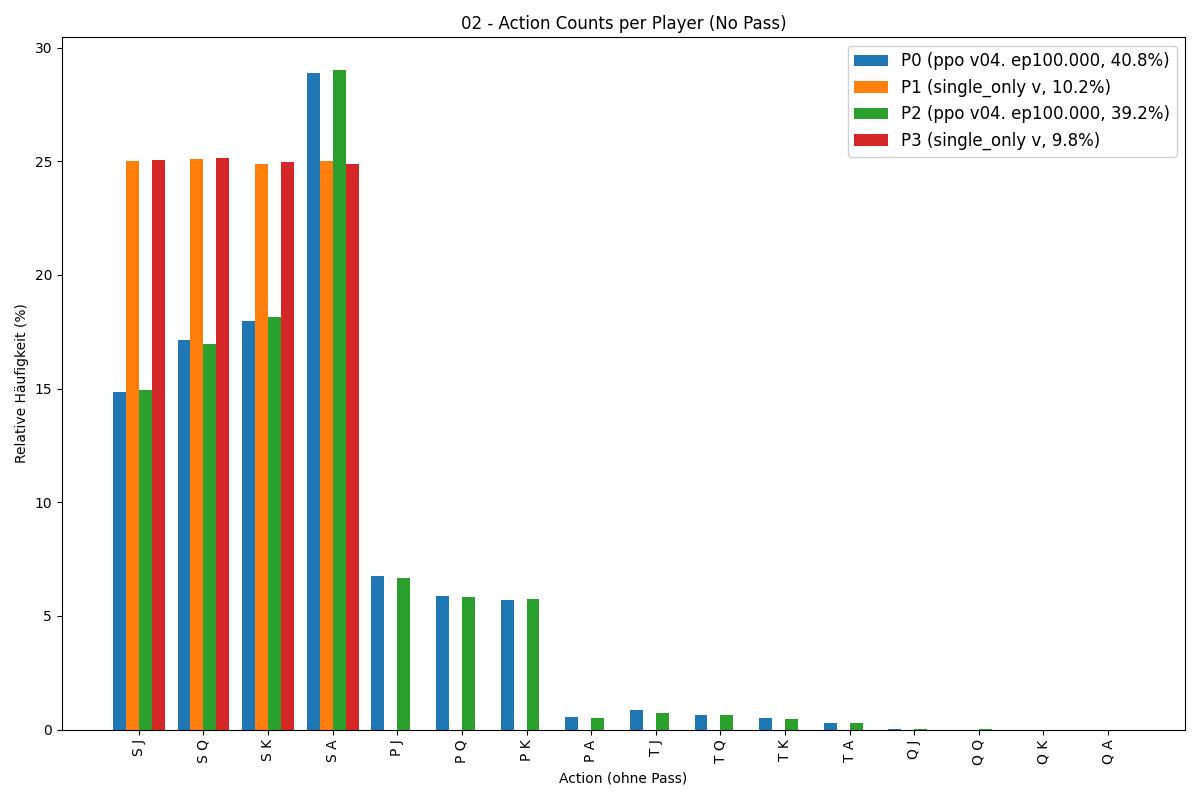 02 - Action Counts per Player (No Pass)
P0 (ppo v04. ep100.000, 40.8%)
P1 (single_only v, 10.2%)
P2 (ppo v04. ep100.000, 39.2%)
P3 (single_only v, 9.8%)
Relative Häufigkeit (%)
30
25
20
15
10
5
0
S J
S Q
S K
S A
P J
P Q
P K
P A
T J
T Q
T K
T A
Q J
Q Q
Q K
Q A
Action (ohne Pass)